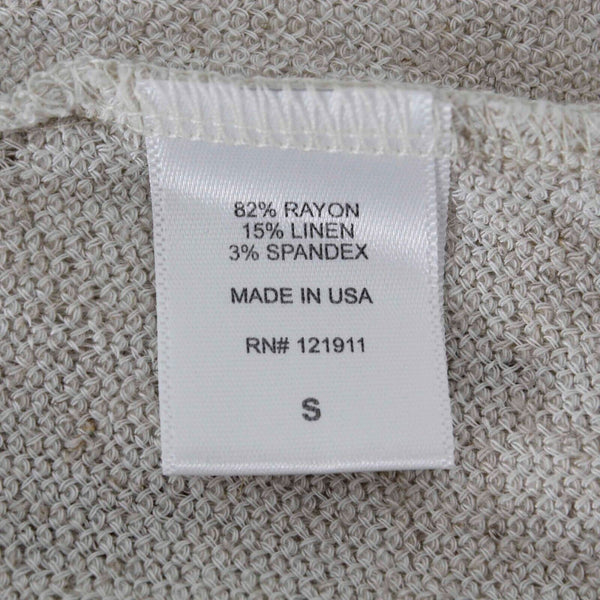 82% RAYON
15% LINEN
3% SPANDEX
MADE IN USA
RN# 121911
S